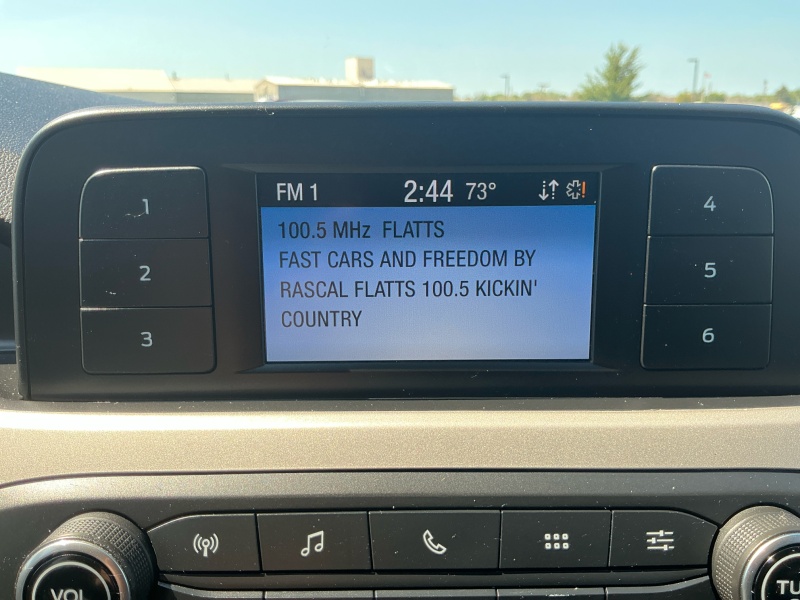 FM 1 2:44 73°
100.5 MHz FLATTS
FAST CARS AND FREEDOM BY
RASCAL FLATTS 100.5 KICKIN'
COUNTRY
1
2
3
4
5
6
VOL